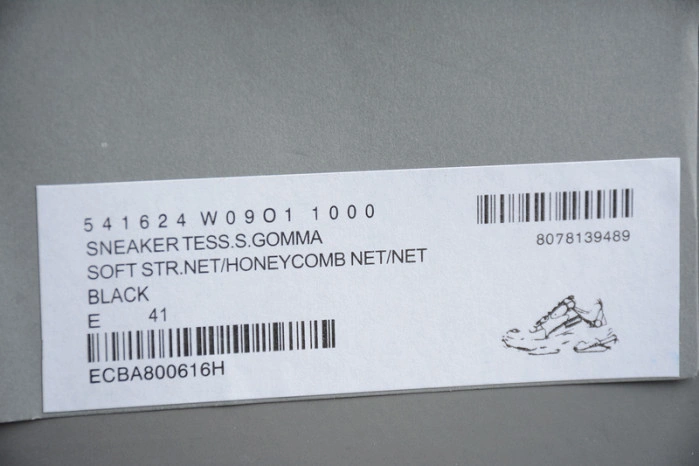 541624 W09O1 1000
SNEAKER TESS.S.GOMMA
SOFT STR.NET/HONEYCOMB NET/NET
BLACK
E 41
ECBA800616H
8078139489